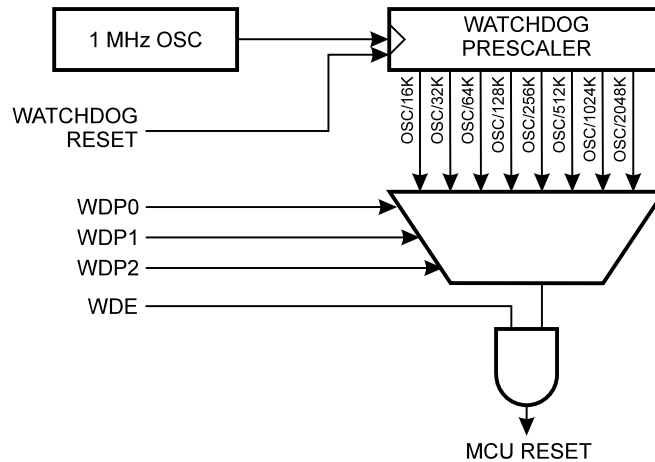 1 MHz OSC
WATCHDOG
PRESCALER
WATCHDOG
RESET
OSC/16K
OSC/32K
OSC/64K
OSC/128K
OSC/256K
OSC/512K
OSC/1024K
OSC/2048K
WDP0
WDP1
WDP2
WDE
MCU RESET